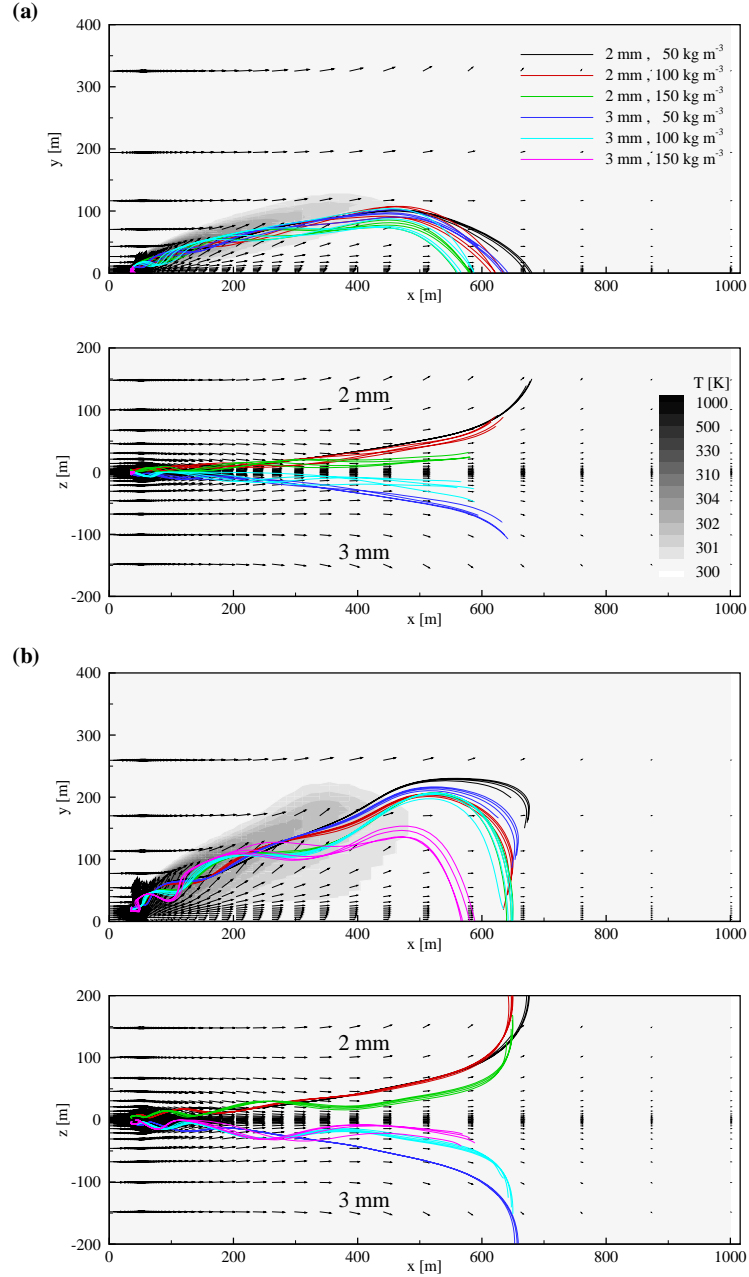 (a)
400
300
200
100
0
y [m]
2 mm ,   50 kg m-3
2 mm , 100 kg m-3
2 mm , 150 kg m-3
3 mm ,   50 kg m-3
3 mm , 100 kg m-3
3 mm , 150 kg m-3
0 200 400 600 800 1000
x [m]
200
100
0
-100
-200
z [m]
2 mm
3 mm
T [K]
1000
500
330
310
304
302
301
300
0 200 400 600 800 1000
x [m]
(b)
400
300
200
100
0
y [m]
0 200 400 600 800 1000
x [m]
200
100
0
-100
-200
z [m]
2 mm
3 mm
0 200 400 600 800 1000
x [m]